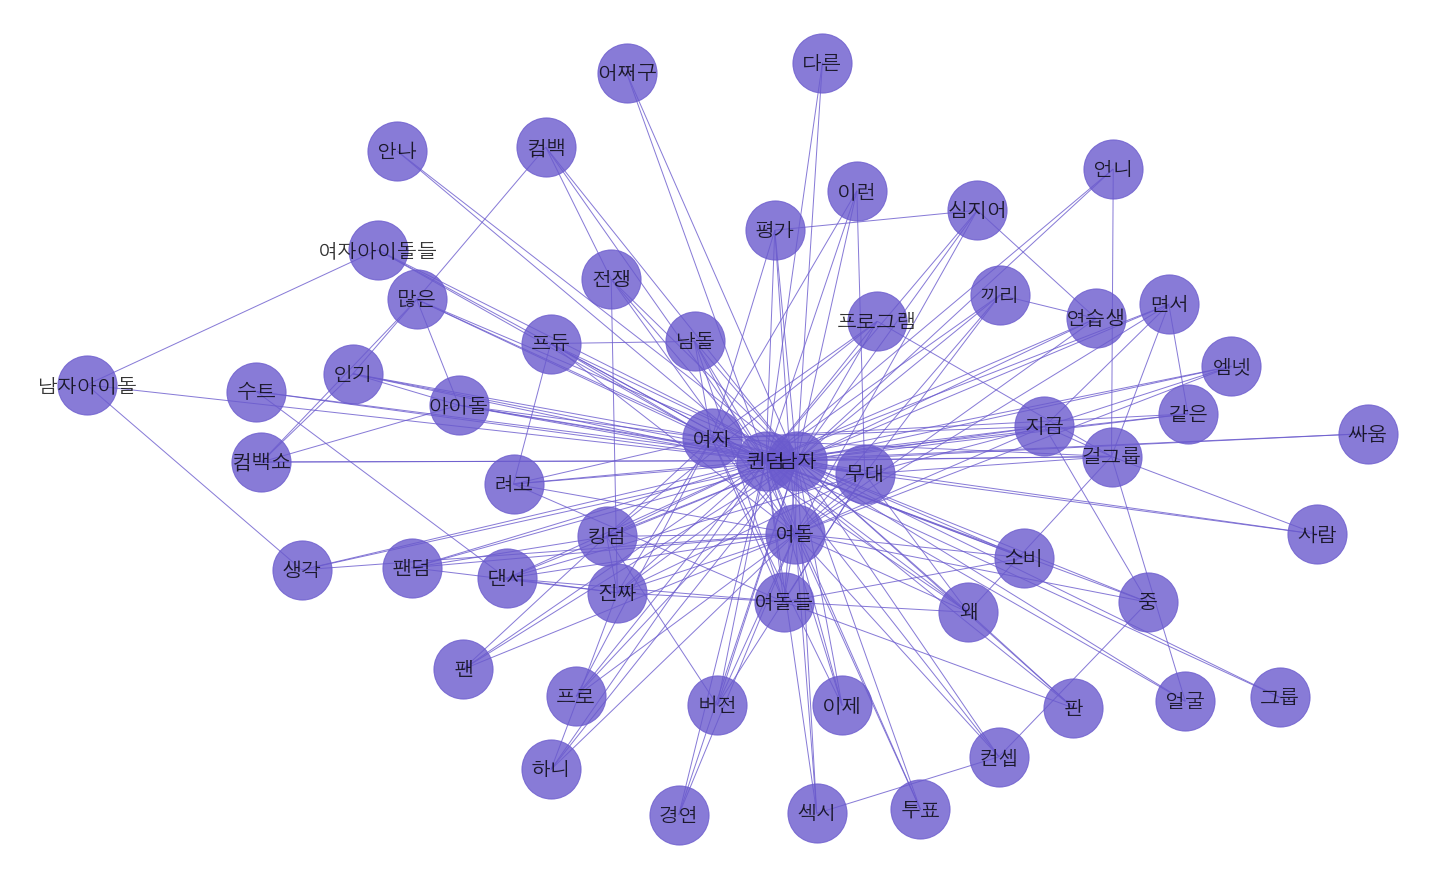 어쩌구
다른
안나
컴백
언니
이런
심지어
평가
여자아이돌들
전쟁
많은
끼리
면서
프로그램
연습생
프듀
남돌
엠넷
남자아이돌
수트
인기
아이돌
같은
지금
여자
싸움
컴백쇼
퀸덤
남자
무대
걸그룹
려고
킹덤
여돌
사람
생각
팬덤
댄서
진짜
소비
여돌들
왜
중
팬
프로
버전
이제
판
얼굴
그룹
하니
컨셉
경연
섹시
투표